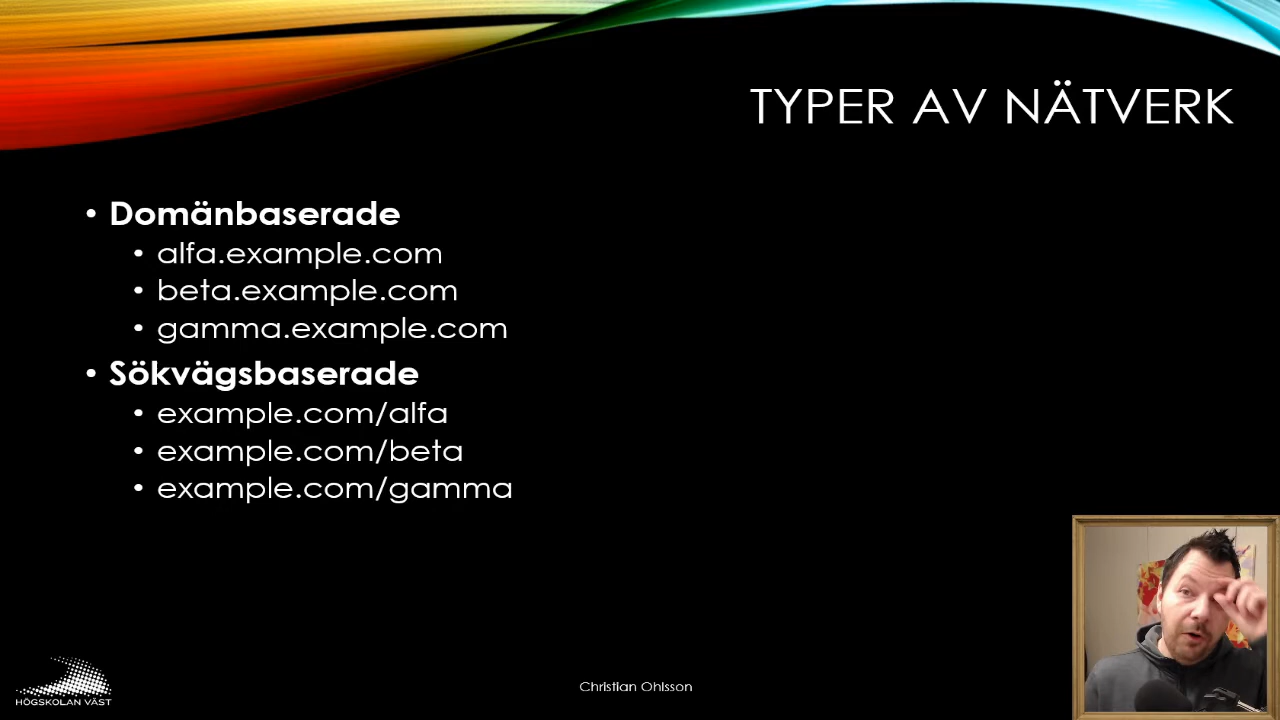 TYPER AV NÄTVERK
• Domänbaserade
• alfa.example.com
• beta.example.com
• gamma.example.com
• Sökvägsbaserade
• example.com/alfa
• example.com/beta
• example.com/gamma
HÖGSKOLAN VÄST
Christian Ohlsson